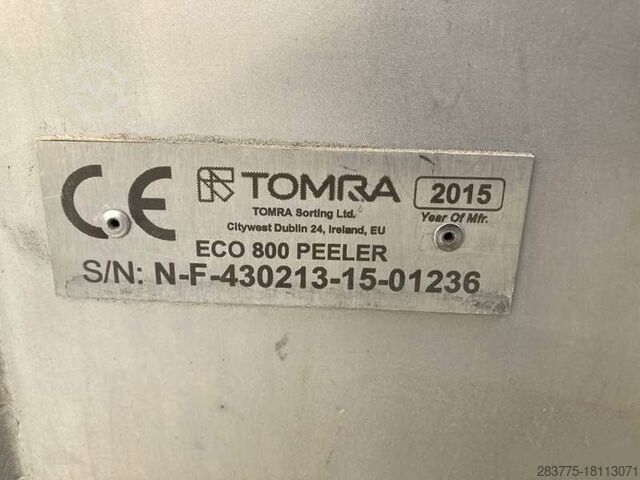 CE TOMRA 2015
TOMRA Sorting Ltd. Year Of Mfr.
Citywest Dublin 24, Ireland, EU
ECO 800 PEELER
S/N: N-F-430213-15-01236
283775-18113071